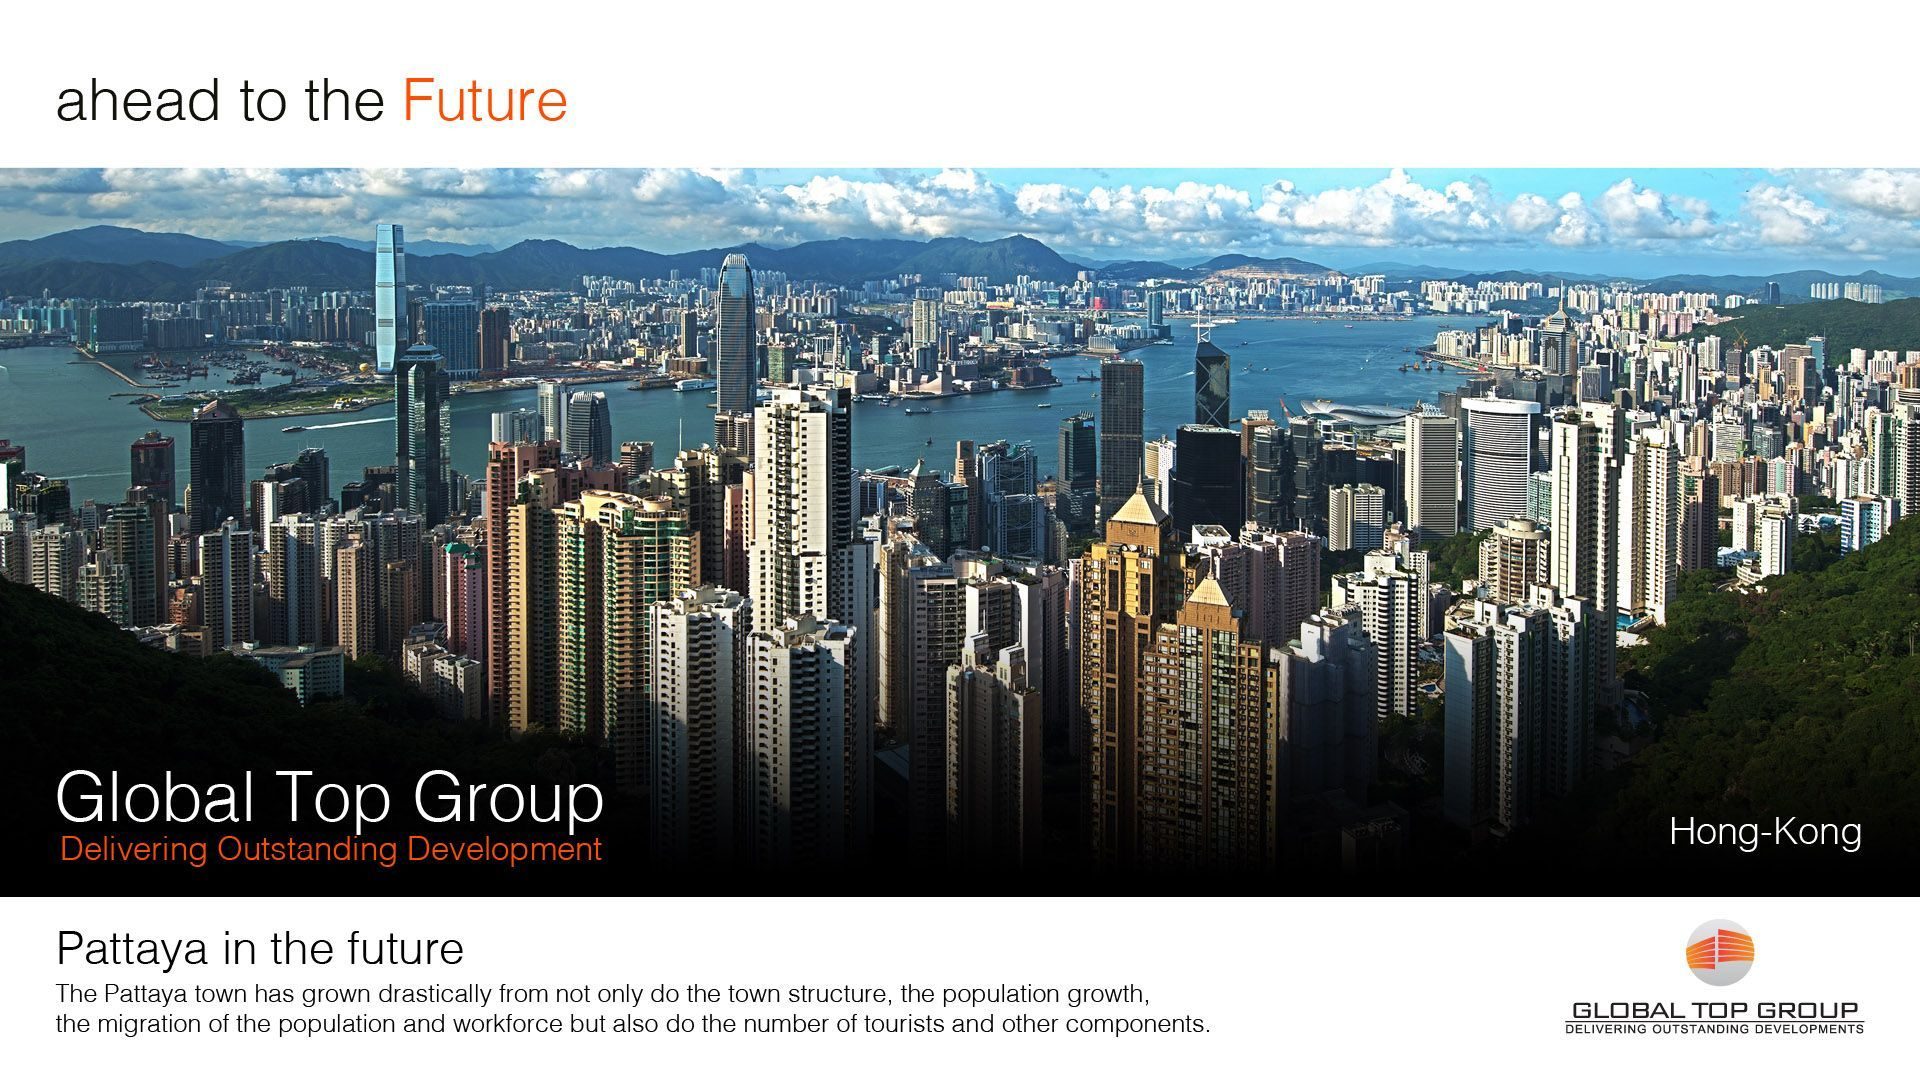 ahead to the Future
Global Top Group
Delivering Outstanding Development
Hong-Kong
Pattaya in the future
The Pattaya town has grown drastically from not only do the town structure, the population growth,
the migration of the population and workforce but also do the number of tourists and other components.
GLOBAL TOP GROUP
DELIVERING OUTSTANDING DEVELOPMENTS